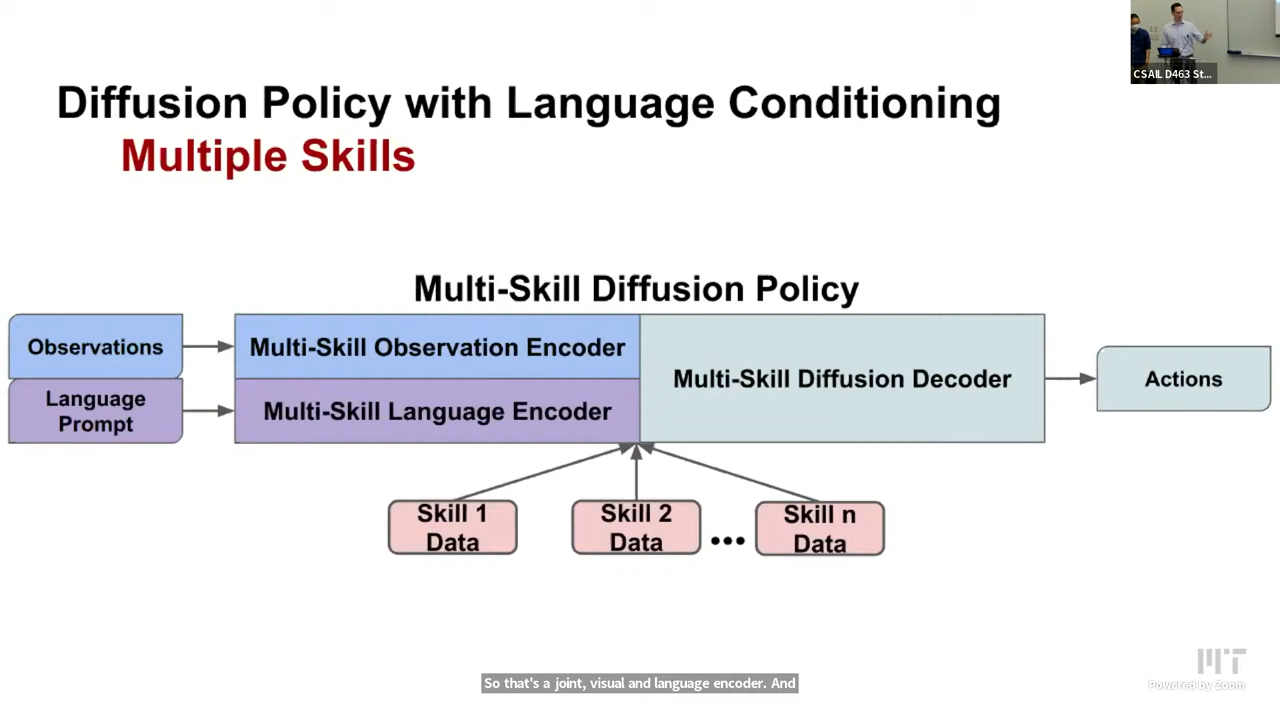 CSAIL D463 St...
Diffusion Policy with Language Conditioning
Multiple Skills
Multi-Skill Diffusion Policy
Observations
Multi-Skill Observation Encoder
Language
Prompt
Multi-Skill Language Encoder
Multi-Skill Diffusion Decoder
Actions
Skill 1
Data
Skill 2
Data
...
Skill n
Data
MIT
Powered by Zoom
So that's a joint, visual and language encoder. And